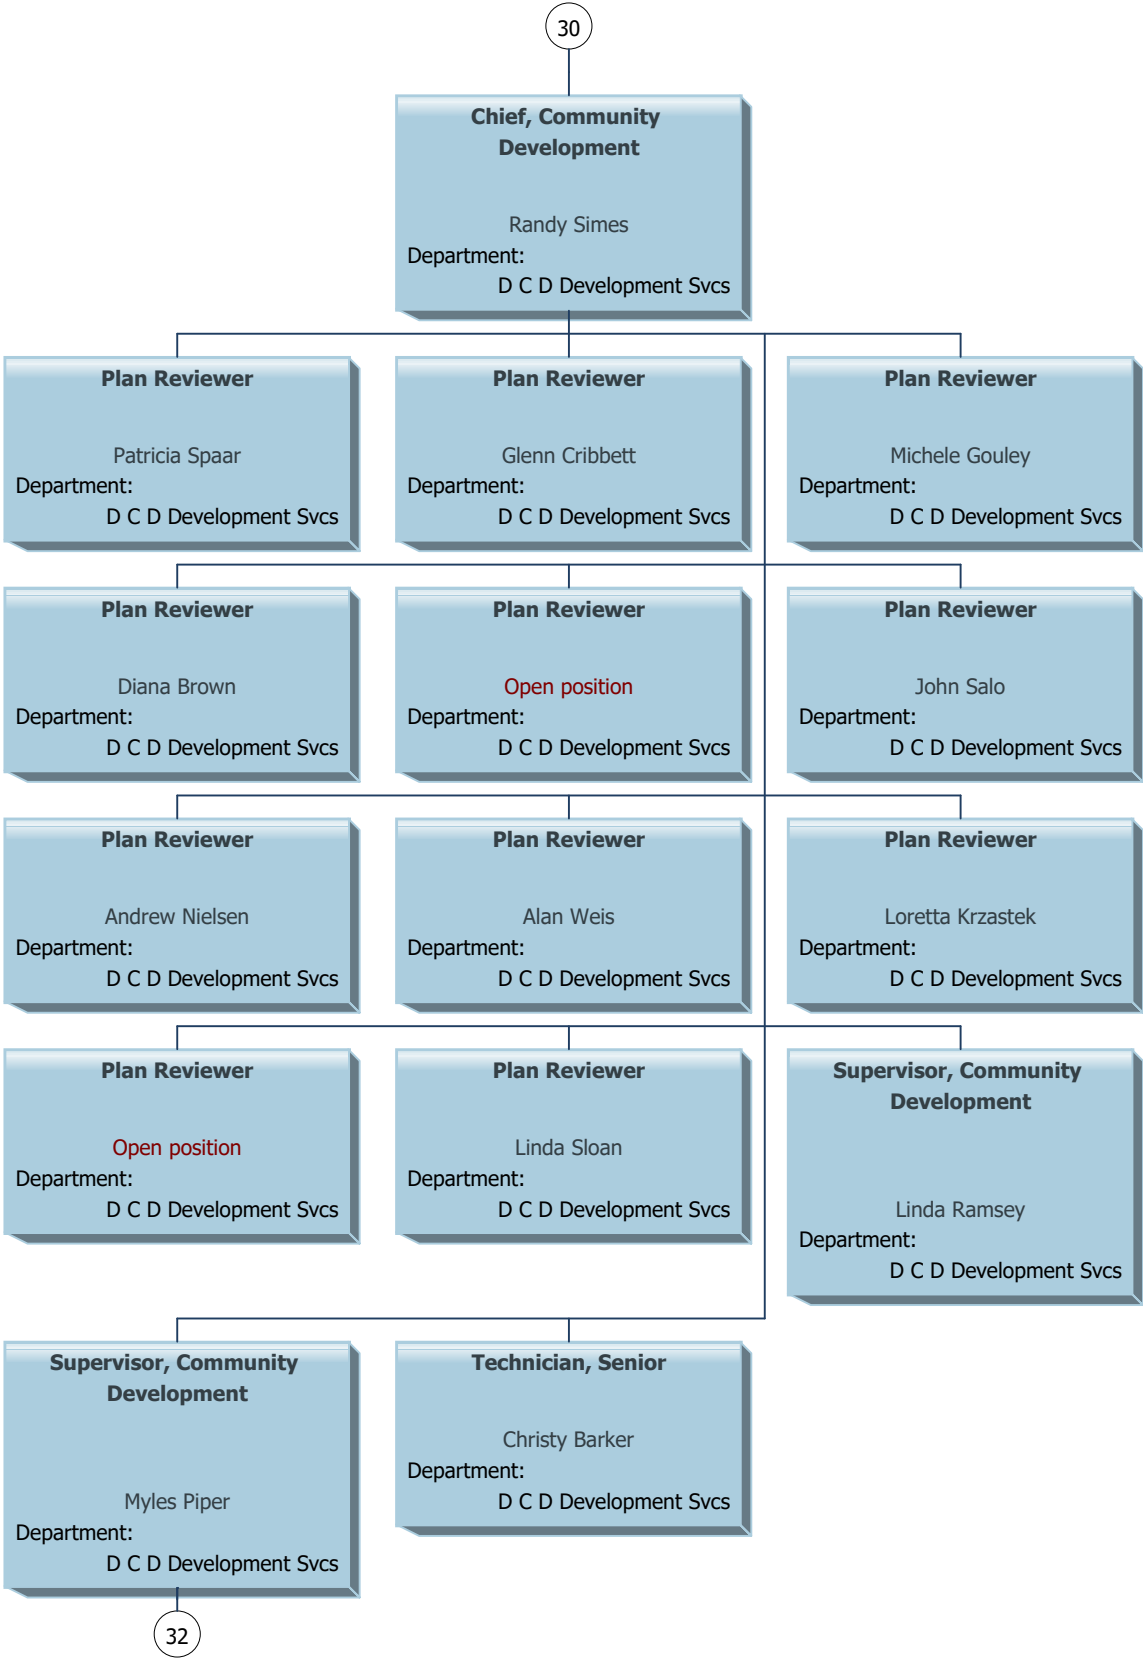 30
Chief, Community
Development
Randy Simes
Department:
D C D Development Svcs
Plan Reviewer
Patricia Spaar
Department:
D C D Development Svcs
Plan Reviewer
Glenn Cribbett
Department:
D C D Development Svcs
Plan Reviewer
Michele Gouley
Department:
D C D Development Svcs
Plan Reviewer
Diana Brown
Department:
D C D Development Svcs
Plan Reviewer
Open position
Department:
D C D Development Svcs
Plan Reviewer
John Salo
Department:
D C D Development Svcs
Plan Reviewer
Andrew Nielsen
Department:
D C D Development Svcs
Plan Reviewer
Alan Weis
Department:
D C D Development Svcs
Plan Reviewer
Loretta Krzastek
Department:
D C D Development Svcs
Plan Reviewer
Open position
Department:
D C D Development Svcs
Plan Reviewer
Linda Sloan
Department:
D C D Development Svcs
Supervisor, Community
Development
Linda Ramsey
Department:
D C D Development Svcs
Supervisor, Community
Development
Myles Piper
Department:
D C D Development Svcs
Technician, Senior
Christy Barker
Department:
D C D Development Svcs
32